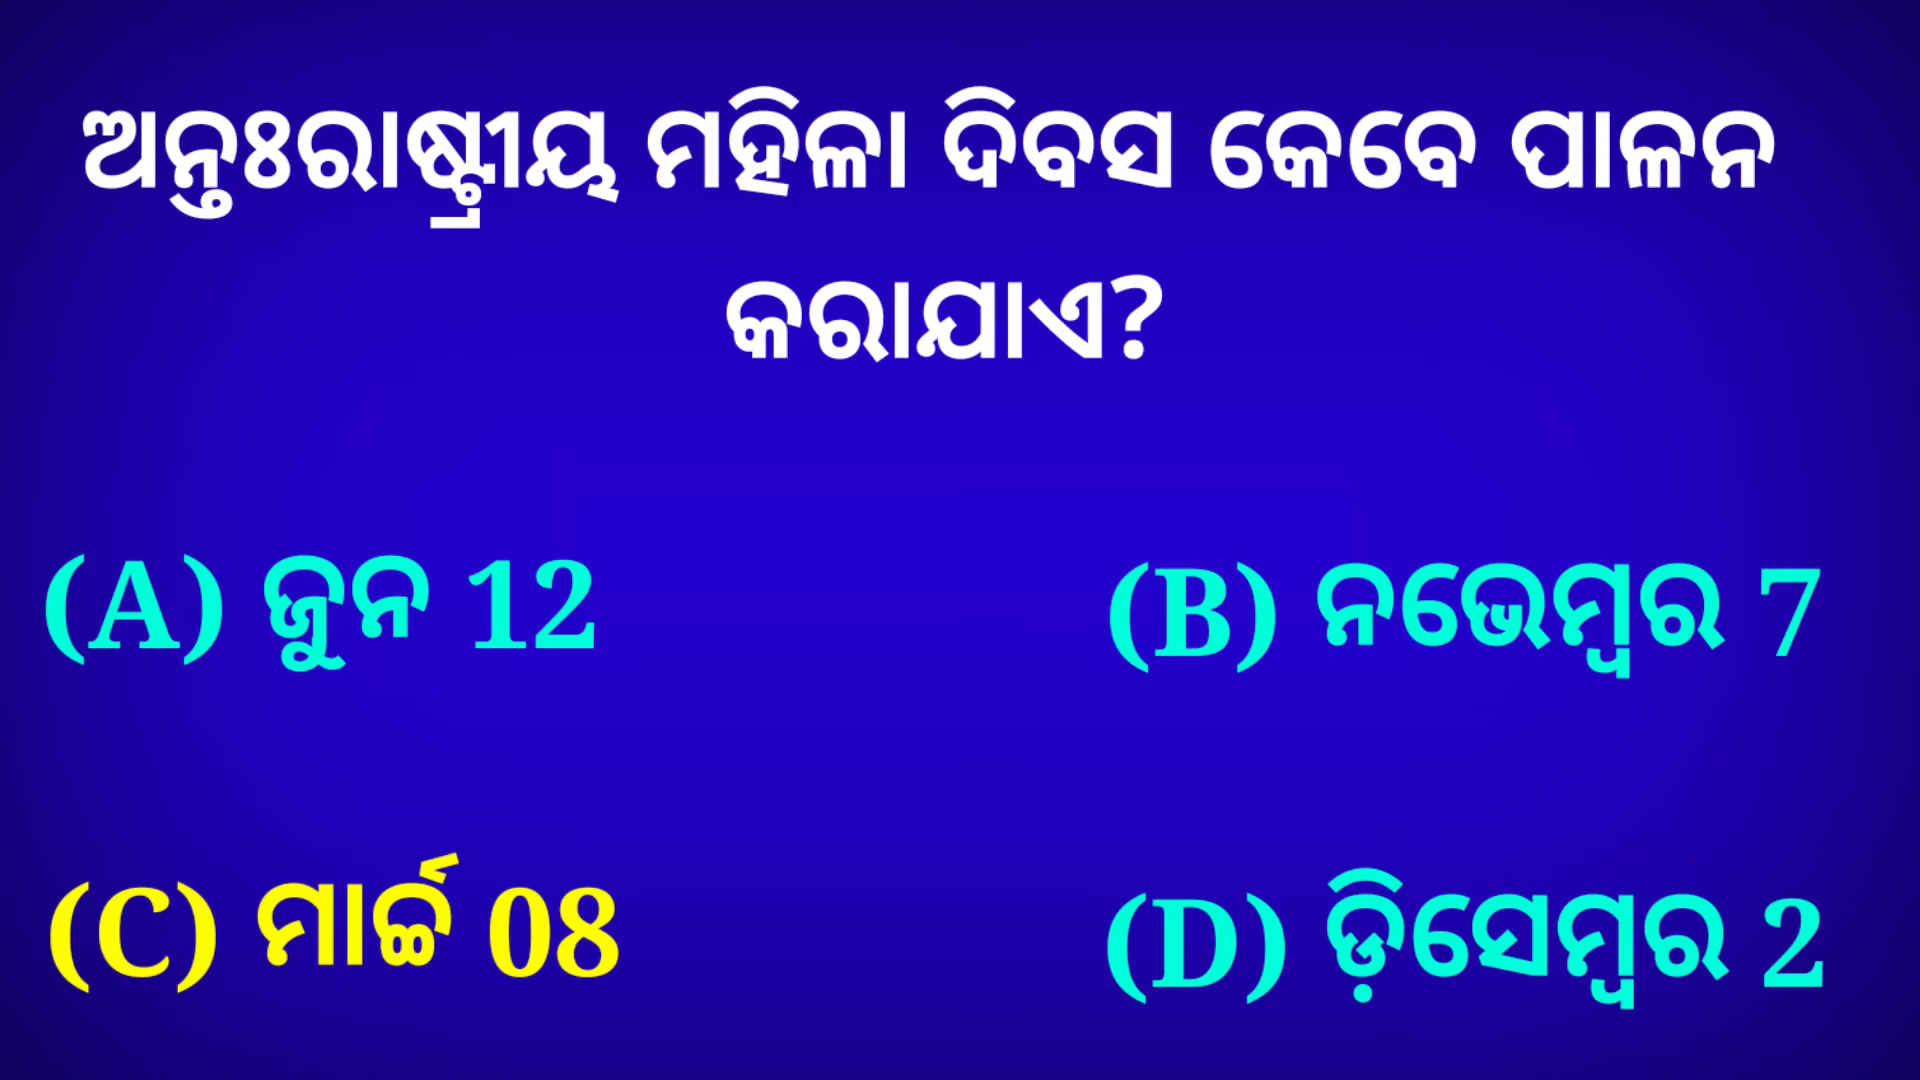 ଅନ୍ତଃରାଷ୍ଟ୍ରୀୟ ମହିଳା ଦିବସ କେବେ ପାଳନ
କରାଯାଏ?
(A) ଜୁନ 12
(B) ନଭେମ୍ବର 7
(C) ମାର୍ଚ୍ଚ 08
(D) ଡ଼ିସେମ୍ବର 2